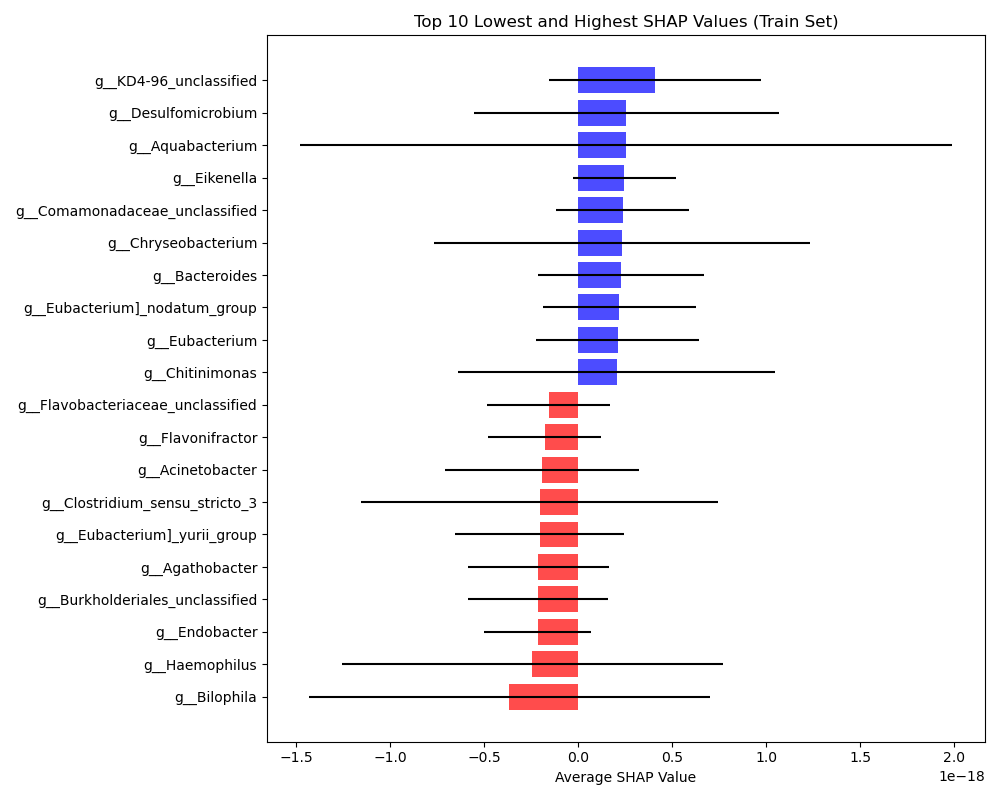 Top 10 Lowest and Highest SHAP Values (Train Set)
g__KD4-96_unclassified
g__Desulfomicrobium
g__Aquabacterium
g__Eikenella
g__Comamonadaceae_unclassified
g__Chryseobacterium
g__Bacteroides
g__Eubacterium]_nodatum_group
g__Eubacterium
g__Chitinimonas
g__Flavobacteriaceae_unclassified
g__Flavonifractor
g__Acinetobacter
g__Clostridium_sensu_stricto_3
g__Eubacterium]_yurii_group
g__Agathobacter
g__Burkholderiales_unclassified
g__Endobacter
g__Haemophilus
g__Bilophila
−1.5 −1.0 −0.5 0.0 0.5 1.0 1.5 2.0
Average SHAP Value
1e−18